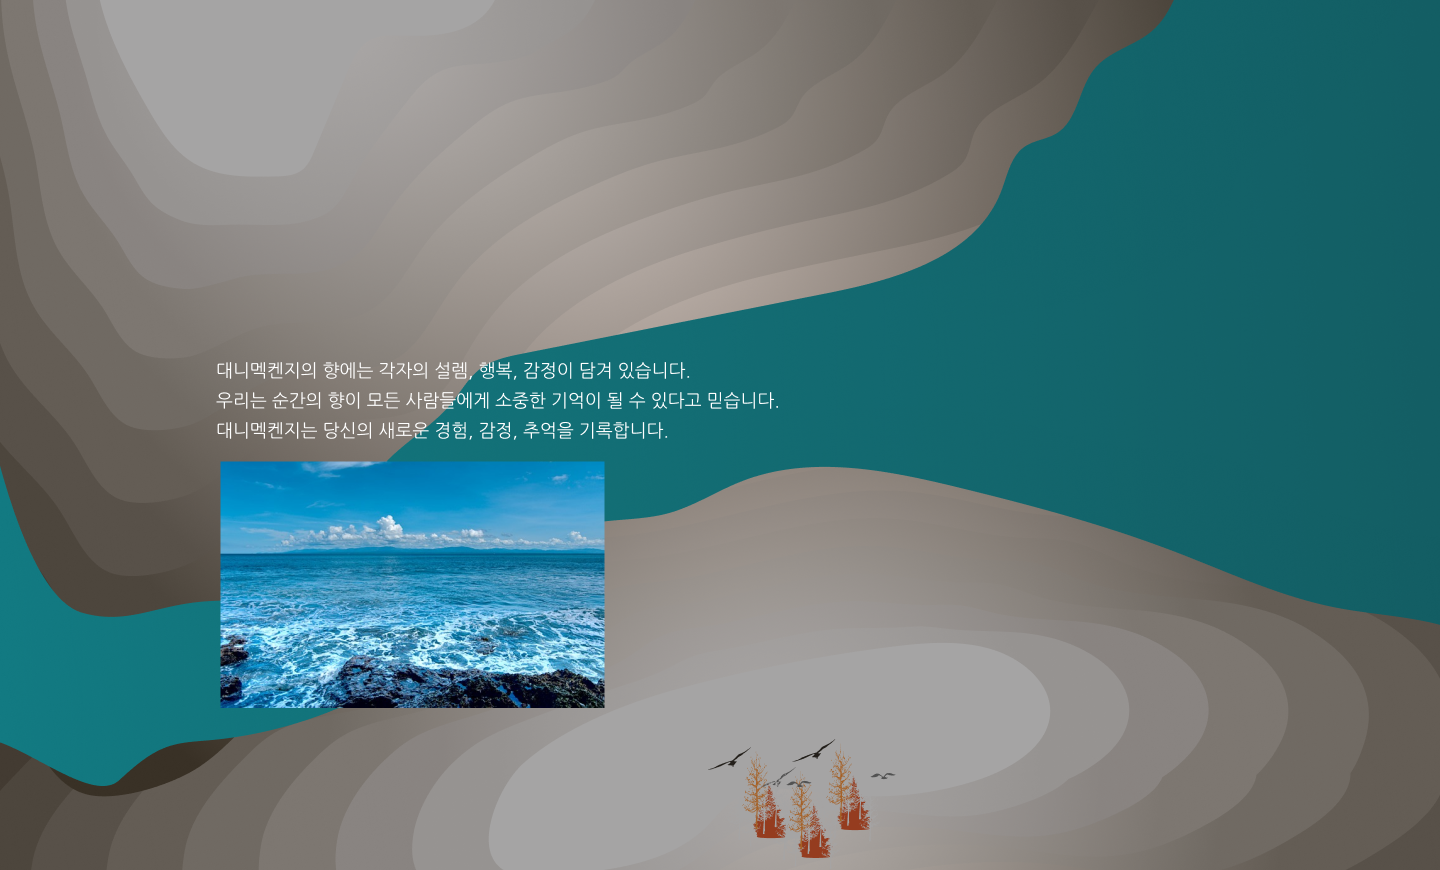 대니멕켄지의 향에는 각자의 설렘, 행복, 감정이 담겨 있습니다.
우리는 순간의 향이 모든 사람들에게 소중한 기억이 될 수 있다고 믿습니다.
대니멕켄지는 당신의 새로운 경험, 감정, 추억을 기록합니다.